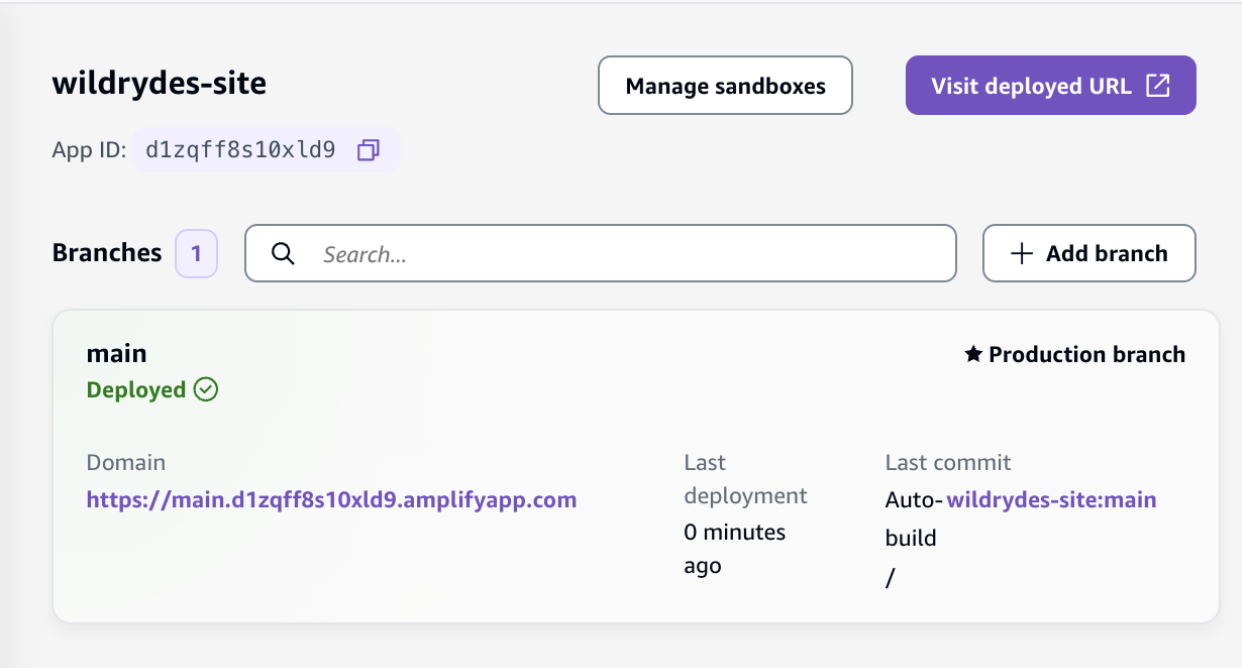 wildrydes-site
Manage sandboxes
Visit deployed URL
App ID: d1zqff8s10xld9
Branches 1
Search...
Add branch
main
Production branch
Deployed
Domain
https://main.d1zqff8s10xld9.amplifyapp.com
Last
deployment
0 minutes
ago
Last commit
Auto-wildrydes-site:main
build
/